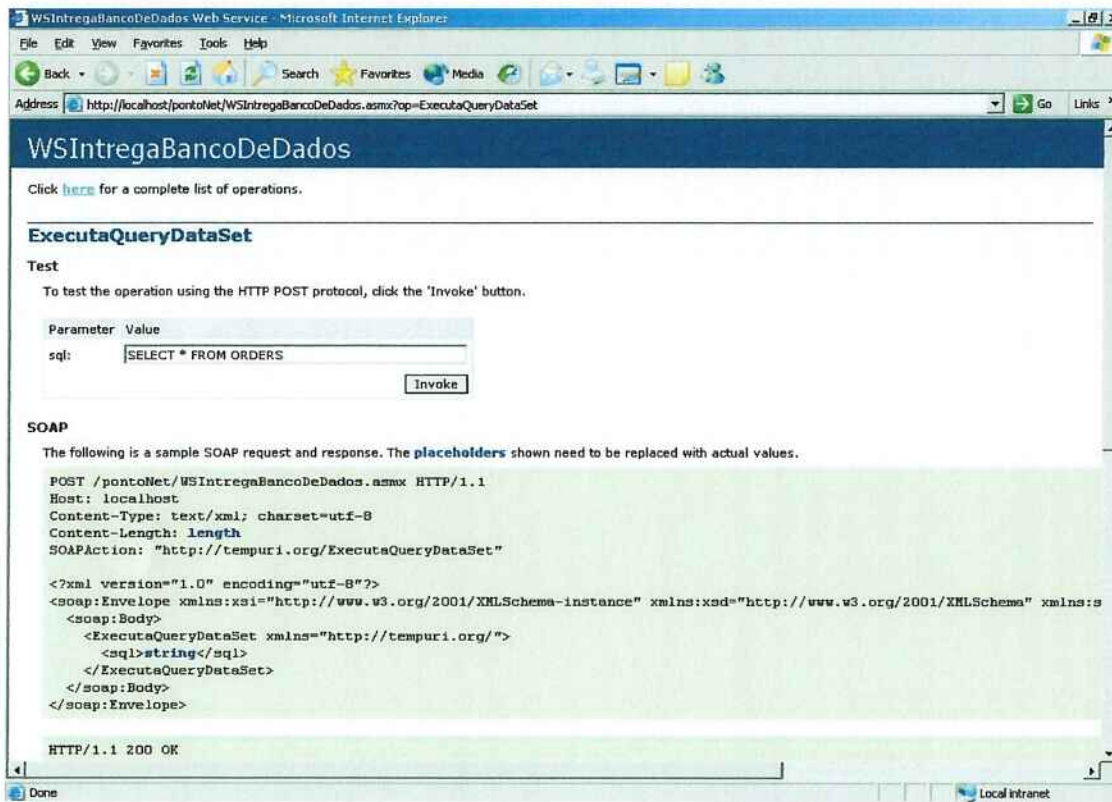 WSIntregaBancoDeDados Web Service - Microsoft Internet Explorer
File Edit View Favorites Tools Help
Back Search Favorites Media
Address http://localhost/pontoNet/WSIntregaBancoDeDados.asmx?op=ExecutaQueryDataSet Go Links
WSIntregaBancoDeDados
Click here for a complete list of operations.
ExecutaQueryDataSet
Test
To test the operation using the HTTP POST protocol, click the 'Invoke' button.
Parameter Value
sql: SELECT * FROM ORDERS
Invoke
SOAP
The following is a sample SOAP request and response. The placeholders shown need to be replaced with actual values.
POST /pontoNet/WSIntregaBancoDeDados.asmx HTTP/1.1
Host: localhost
Content-Type: text/xml; charset=utf-8
Content-Length: length
SOAPAction: "http://tempuri.org/ExecutaQueryDataSet"
<?xml version="1.0" encoding="utf-8"?>
<soap:Envelope xmlns:xsi="http://www.w3.org/2001/XMLSchema-instance" xmlns:xsd="http://www.w3.org/2001/XMLSchema" xmlns:s
<soap:Body>
<ExecutaQueryDataSet xmlns="http://tempuri.org/">
<sql>string</sql>
</ExecutaQueryDataSet>
</soap:Body>
</soap:Envelope>
HTTP/1.1 200 OK
Done Local intranet